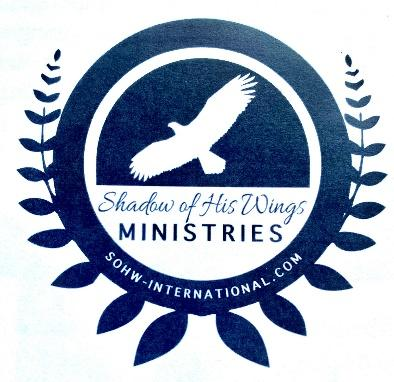 Shadow of His Wings
MINISTRIES
SOHW-INTERNATIONAL.COM